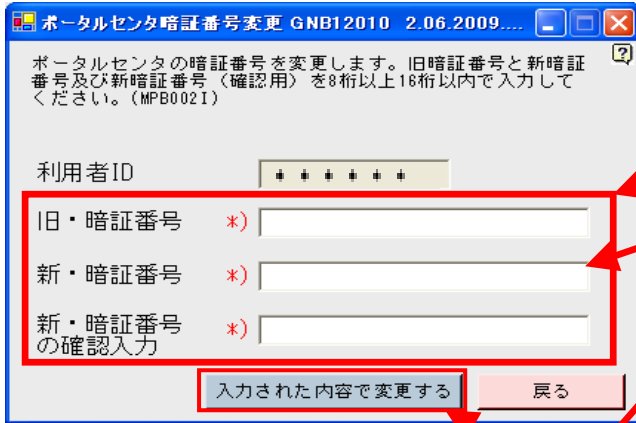 ポータルセンタ暗証番号変更 GNB12010 2.06.2009....
ポータルセンタの暗証番号を変更します。旧暗証番号と新暗証
番号及び新暗証番号（確認用）を8桁以上16桁以内で入力して
ください。(MPB002I)
利用者ID ******
旧・暗証番号 *)
新・暗証番号 *)
新・暗証番号
の確認入力 *)
入力された内容で変更する 戻る